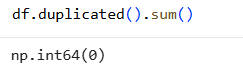 df.duplicated().sum()
np.int64(0)